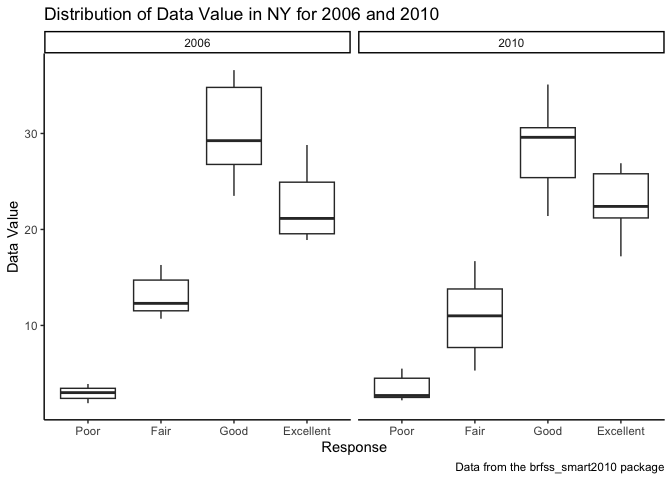 Distribution of Data Value in NY for 2006 and 2010
2006 2010
30
20
10
Data Value
Poor Fair Good Excellent Poor Fair Good Excellent
Response
Data from the brfss_smart2010 package